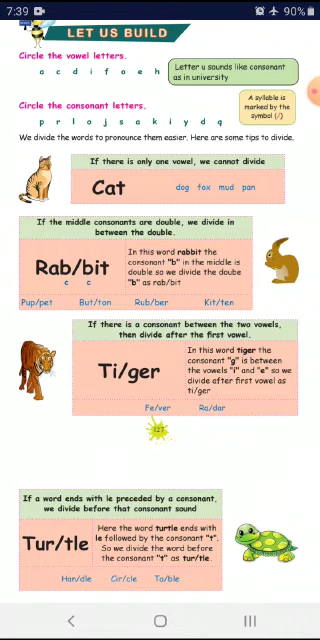 7:39
90%
LET US BUILD
Circle the vowel letters.
a c d i f o e h
Letter u sounds like consonant
as in university
Circle the consonant letters.
p r l o j s a k i y d q
A syllable is
marked by the
symbol (/)
We divide the words to pronounce them easier. Here are some tips to divide.
If there is only one vowel, we cannot divide
Cat
dog fox mud pan
If the middle consonants are double, we divide in
between the double.
Rab/bit
c c
In this word rabbit the
consonant "b" in the middle is
double so we divide the doube
"b" as rab/bit
Pup/pet But/ton Rub/ber Kit/ten
If there is a consonant between the two vowels,
then divide after the first vowel.
Ti/ger
In this word tiger the
consonant "g" is between
the vowels "i" and "e" so we
divide after first vowel as
ti/ger
Fe/ver Ra/dar
127
If a word ends with le preceded by a consonant,
we divide before that consonant sound
Tur/tle
Here the word turtle ends with
le followed by the consonant "t".
So we divide the word before
the consonant "t" as tur/tle.
Han/dle Cir/cle Ta/ble